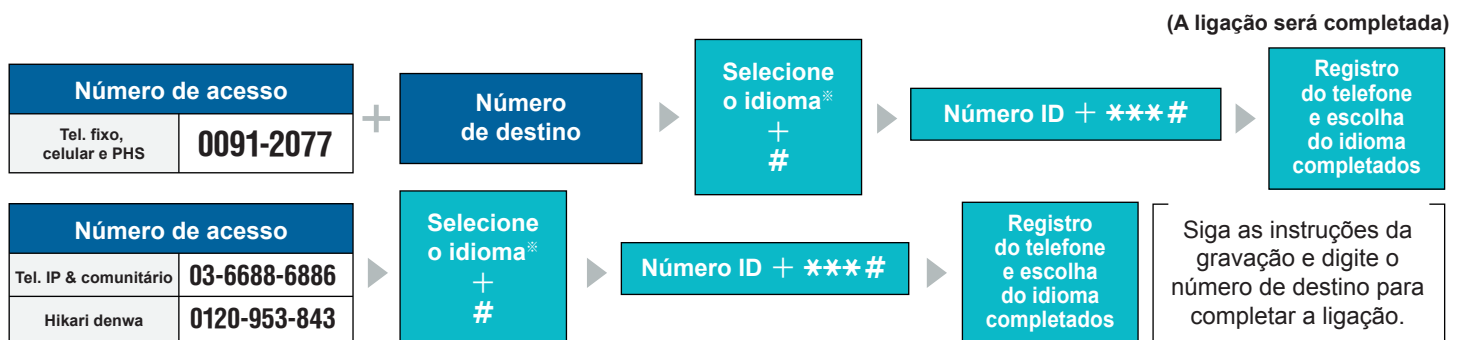 (A ligação será completada)
Número de acesso
Tel. fixo,
celular e PHS
0091-2077
+
Número
de destino
Selecione
o idioma※
+
#
Número ID + ***#
Registro
do telefone
e escolha
do idioma
completados
Número de acesso
Tel. IP & comunitário
03-6688-6886
Hikari denwa
0120-953-843
Selecione
o idioma※
+
#
Número ID + ***#
Registro
do telefone
e escolha
do idioma
completados
Siga as instruções da
gravação e digite o
número de destino para
completar a ligação.